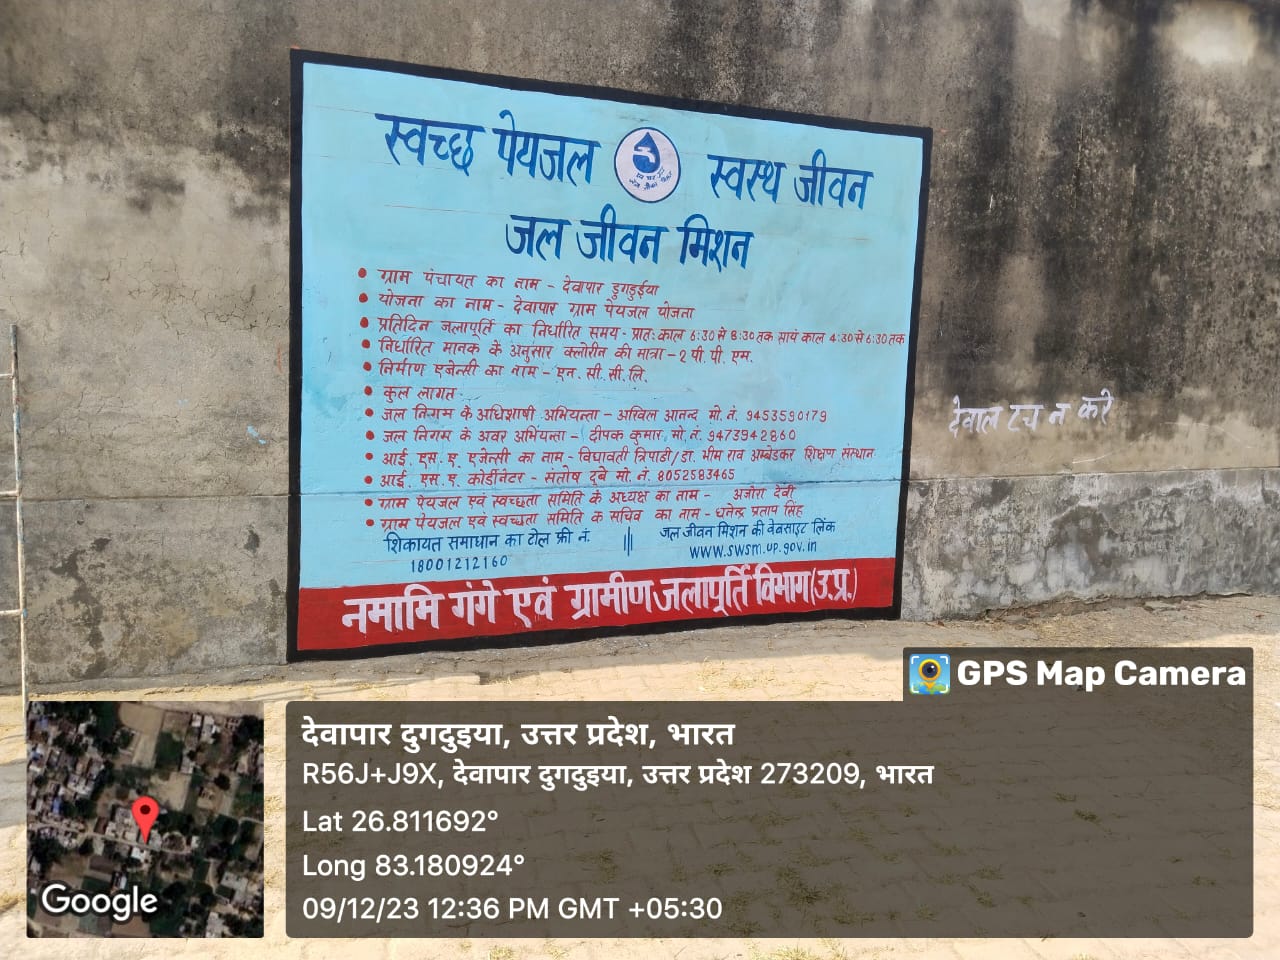 स्वच्छ पेयजल स्वस्थ जीवन
जल जीवन मिशन
• ग्राम पंचायत का नाम - देवापार डुगडुईया
• योजना का नाम - देवापार ग्राम पेयजल योजना
• प्रतिदिन जलापूर्ति का निर्धारित समय - प्रातः काल 6:30 से 8:30 तक सायं काल 4:30 से 6:30 तक
• निर्धारित मानक के अनुसार क्लोरीन की मात्रा - 2 पी. पी. एम.
• निर्माण एजेन्सी का नाम - एन. सी. सी. लि.
• कुल लागत
• जल निगम के अधिशाषी अभियन्ता - अखिल आनन्द मो. नं. 9453590179
• जल निगम के अवर अभियन्ता - दीपक कुमार, मो. नं. 9473942860
• आई. एस. ए. एजेन्सी का नाम - विद्यावती त्रिपाठी/डा. भीम राव अम्बेडकर शिक्षण संस्थान
• आई. एस. ए. कोर्डीनेटर - संतोष दूबे मो. नं. 8052583465
• ग्राम पेयजल एवं स्वच्छता समिति के अध्यक्ष का नाम - अजोरा देवी
• ग्राम पेयजल एवं स्वच्छता समिति क सचिव का नाम - धनेन्द्र प्रताप सिंह
शिकायत समाधान का टोल फ्री नं.
18001212160
जल जीवन मिशन की वेबसाइट लिंक
www.swsm.up.gov.in
नमामि गंगे एवं ग्रामीण जलापूर्ति विभाग(उ.प्र.)
देवाल टच न करे
GPS Map Camera
देवापार दुगदुइया, उत्तर प्रदेश, भारत
R56J+J9X, देवापार दुगदुइया, उत्तर प्रदेश 273209, भारत
Lat 26.811692°
Long 83.180924°
09/12/23 12:36 PM GMT +05:30
Google